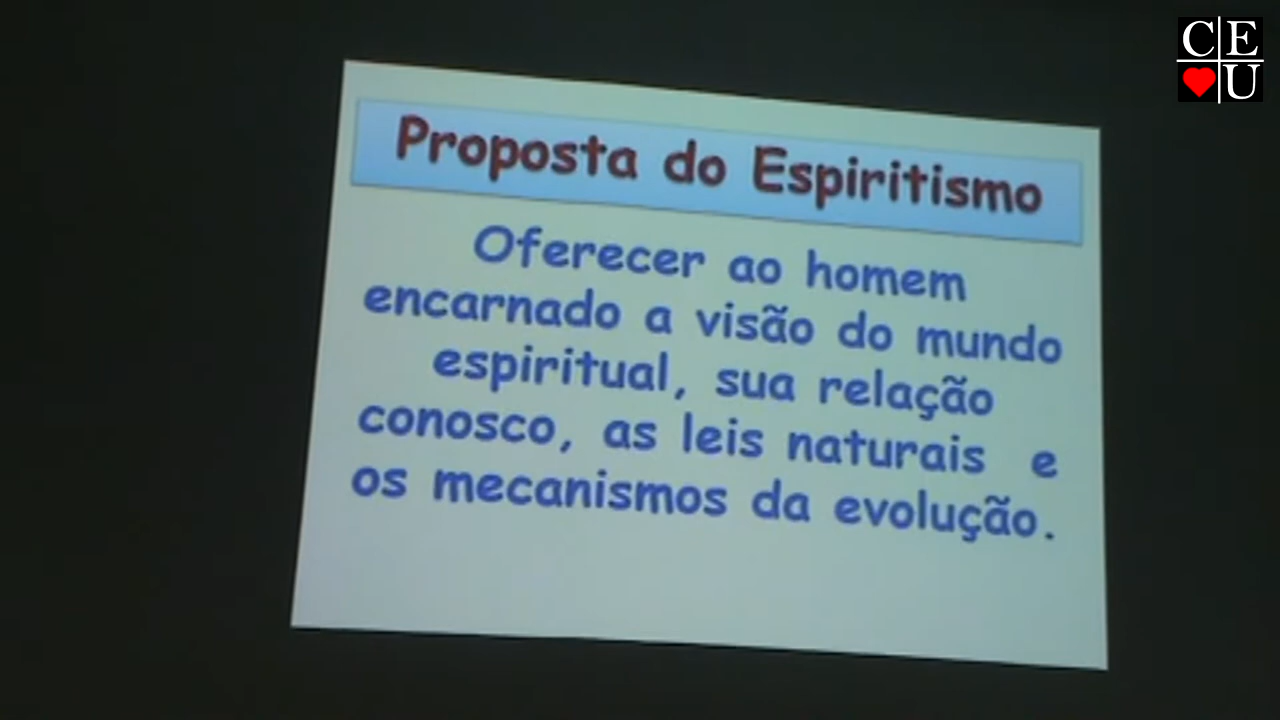 C E
U
Proposta do Espiritismo
Oferecer ao homem
encarnado a visão do mundo
espiritual, sua relação
conosco, as leis naturais e
os mecanismos da evolução.